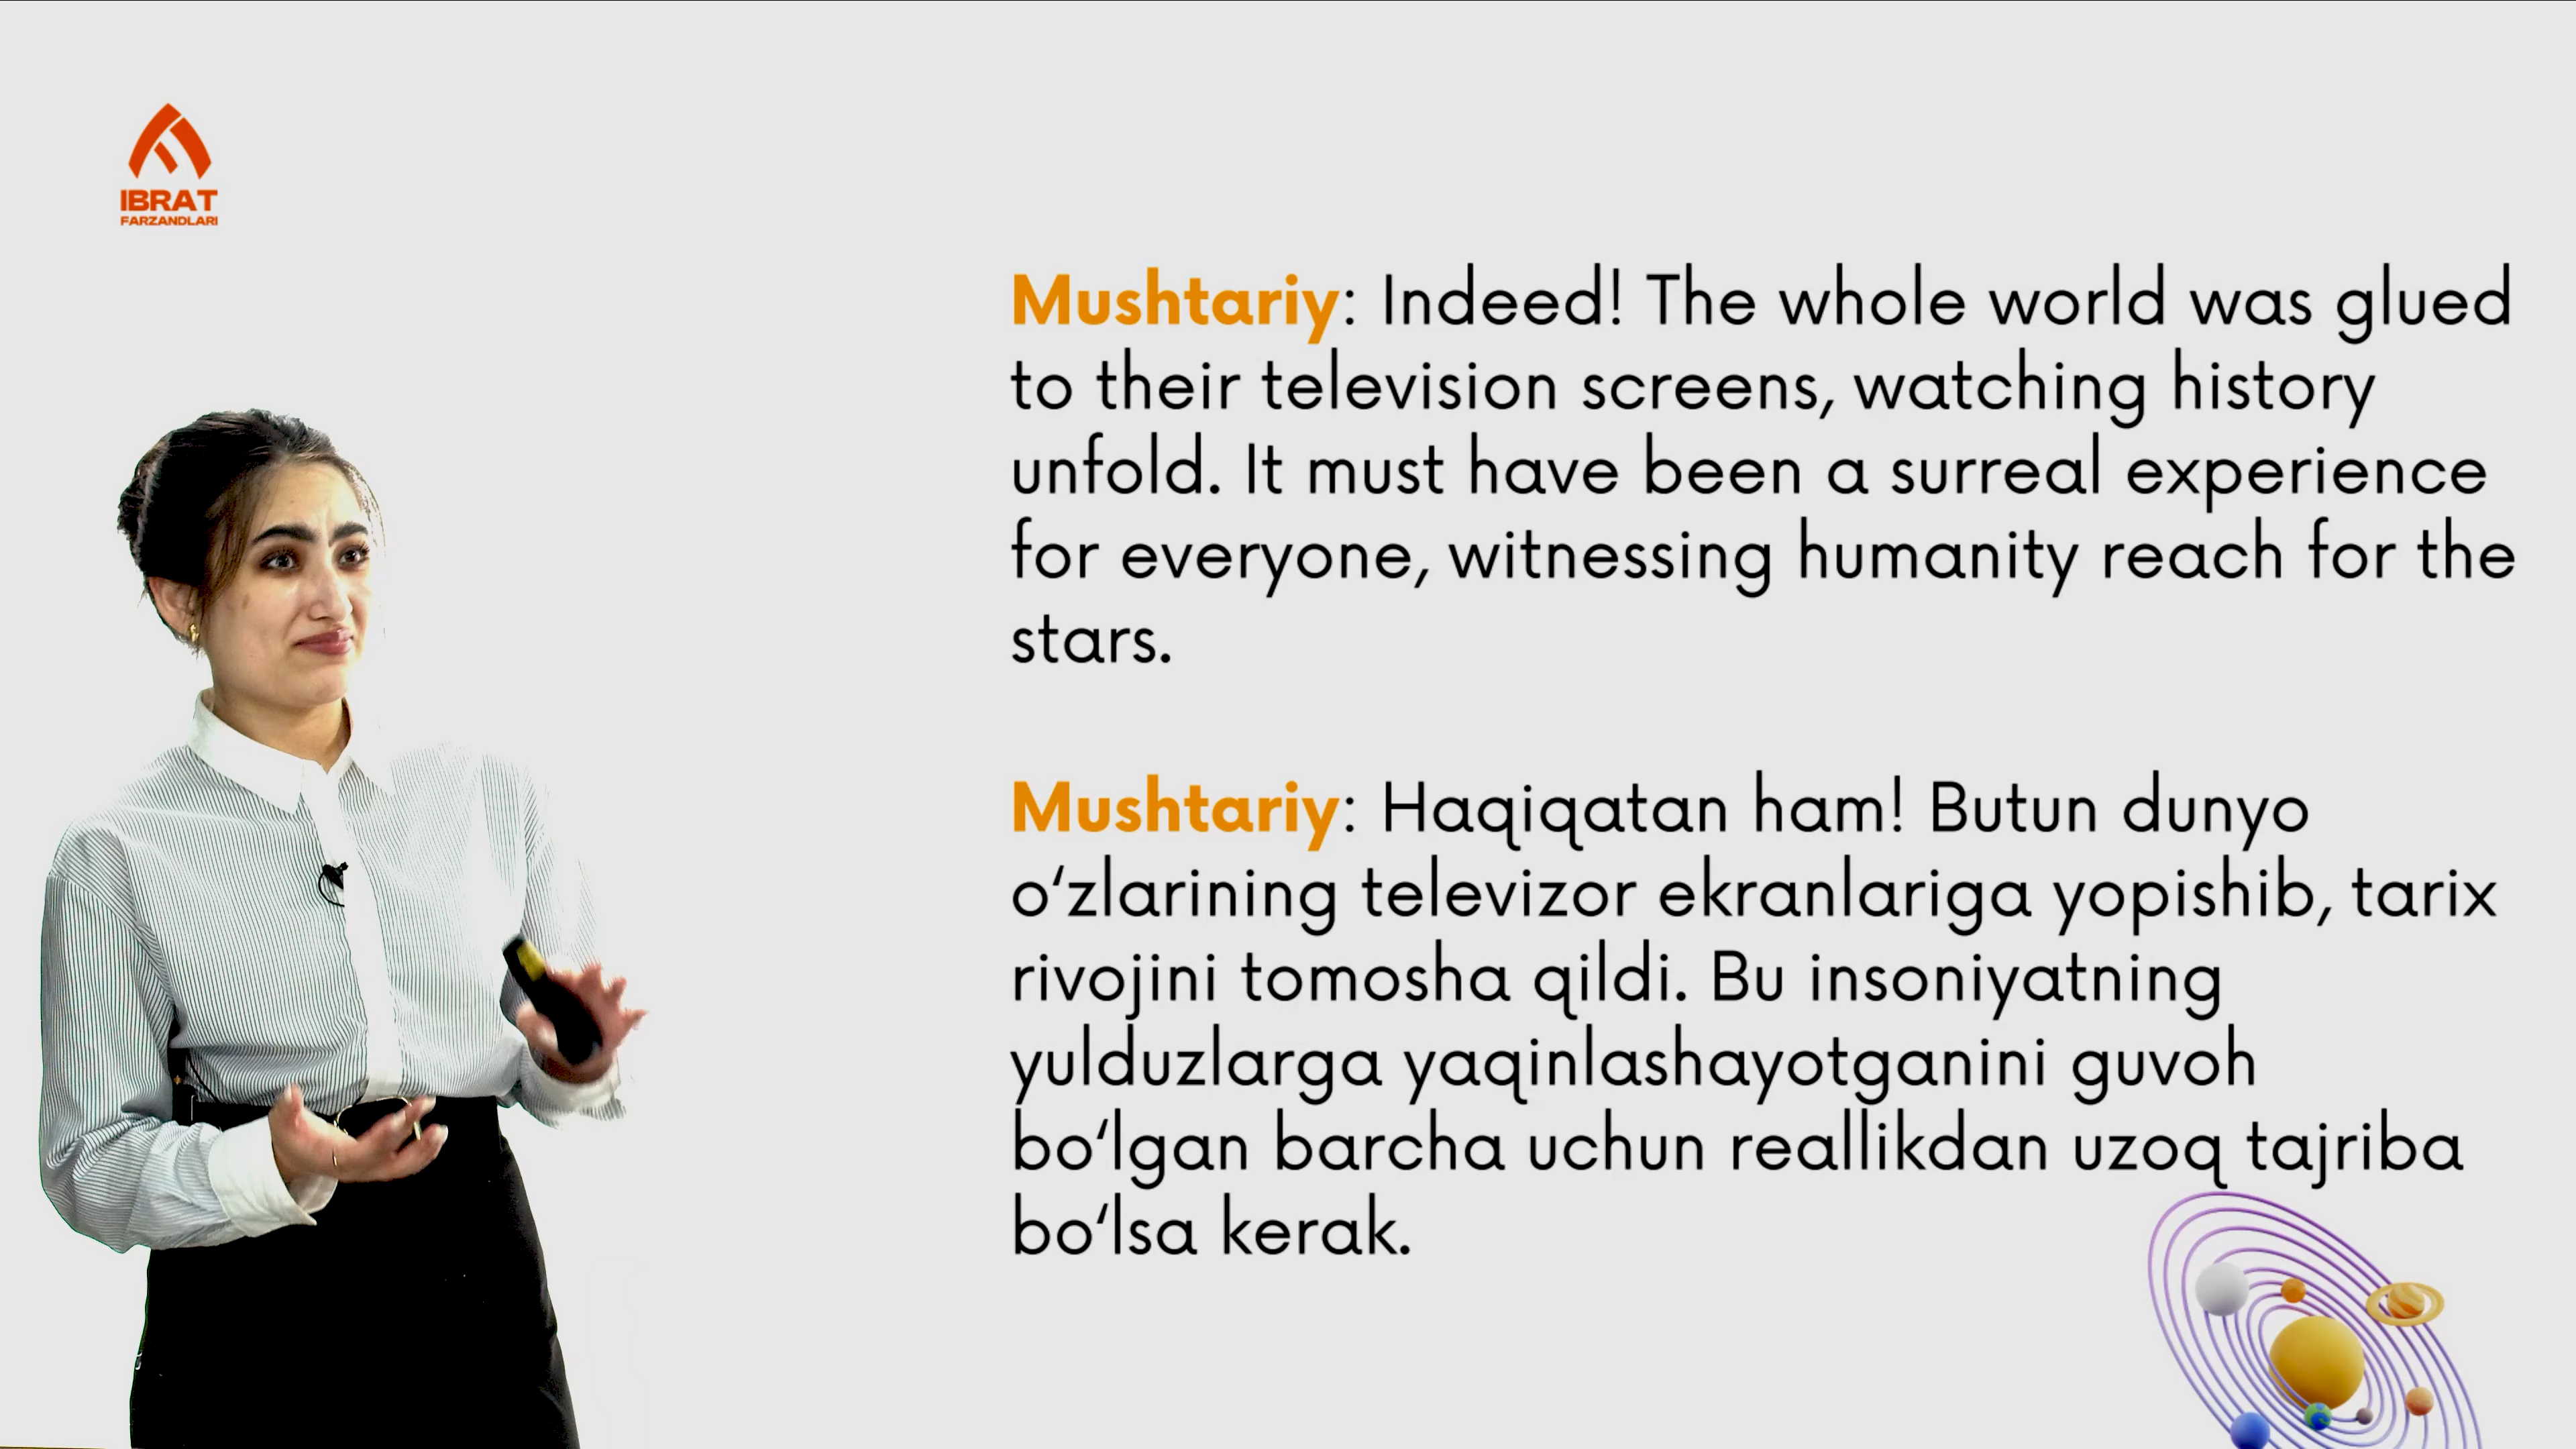 IBRAT
FARZANDLARI
Mushtariy: Indeed! The whole world was glued
to their television screens, watching history
unfold. It must have been a surreal experience
for everyone, witnessing humanity reach for the
stars.
Mushtariy: Haqiqatan ham! Butun dunyo
o‘zlarining televizor ekranlariga yopishib, tarix
rivojini tomosha qildi. Bu insoniyatning
yulduzlarga yaqinlashayotganini guvoh
bo‘lgan barcha uchun reallikdan uzoq tajriba
bo‘lsa kerak.